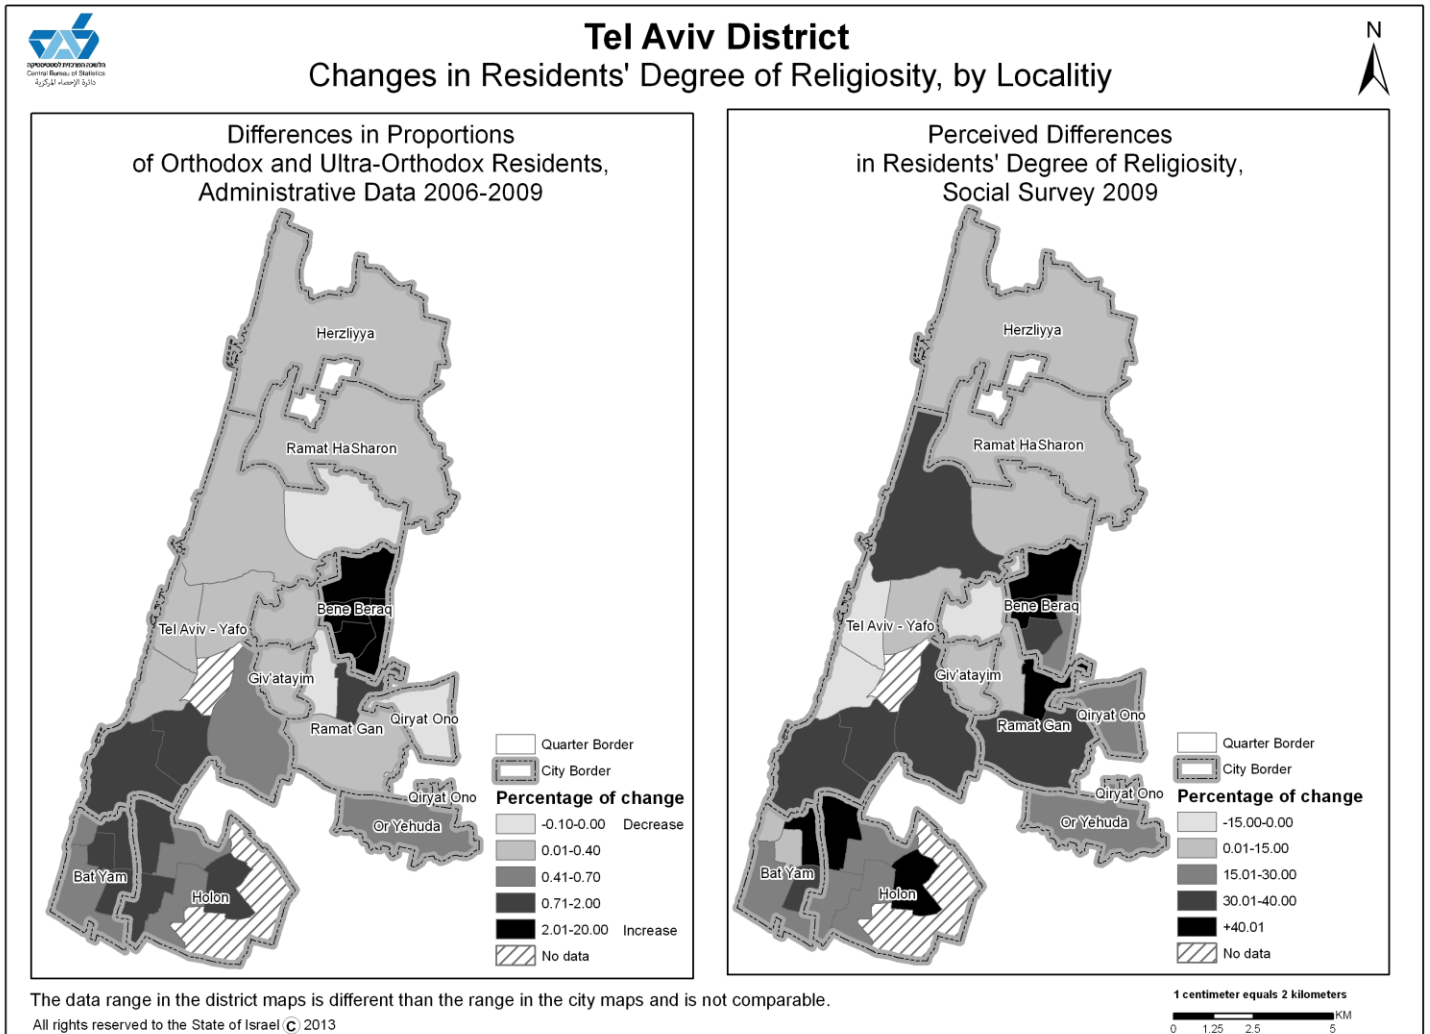 הלשכה המרכזית לסטטיסטיקה
Central Bureau of Statistics
دائرة الإحصاء المركزية
Tel Aviv District
Changes in Residents' Degree of Religiosity, by Localitiy
N
Differences in Proportions
of Orthodox and Ultra-Orthodox Residents,
Administrative Data 2006-2009
Herzliyya
Ramat HaSharon
Bene Beraq
Tel Aviv - Yafo
Giv'atayim
Ramat Gan
Qiryat Ono
Qiryat Ono
Or Yehuda
Bat Yam
Holon
Quarter Border
City Border
Percentage of change
-0.10-0.00 Decrease
0.01-0.40
0.41-0.70
0.71-2.00
2.01-20.00 Increase
No data
Perceived Differences
in Residents' Degree of Religiosity,
Social Survey 2009
Herzliyya
Ramat HaSharon
Bene Beraq
Tel Aviv - Yafo
Giv'atayim
Ramat Gan
Qiryat Ono
Qiryat Ono
Or Yehuda
Bat Yam
Holon
Quarter Border
City Border
Percentage of change
-15.00-0.00
0.01-15.00
15.01-30.00
30.01-40.00
+40.01
No data
The data range in the district maps is different than the range in the city maps and is not comparable.
All rights reserved to the State of Israel © 2013
1 centimeter equals 2 kilometers
KM
0 1.25 2.5 5